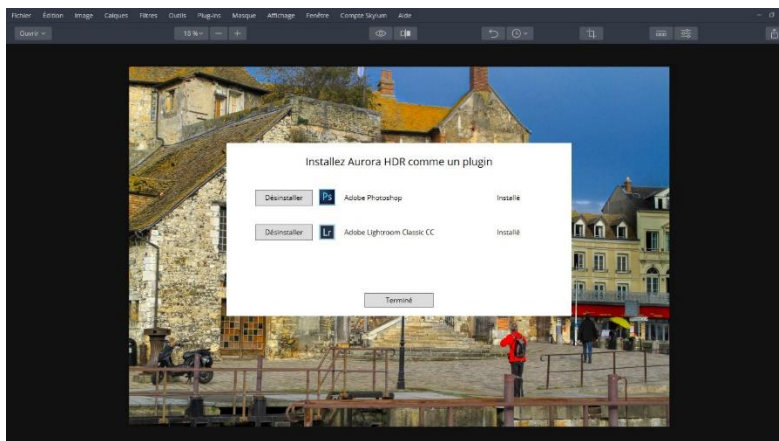 Fichier Édition Image Calques Filtres Outils Plug-ins Masque Affichage Fenêtre Compte Skylum Aide
Ouvrir 18 %
Installez Aurora HDR comme un plugin
Désinstaller Ps Adobe Photoshop Installé
Désinstaller Lr Adobe Lightroom Classic CC Installé
Terminé